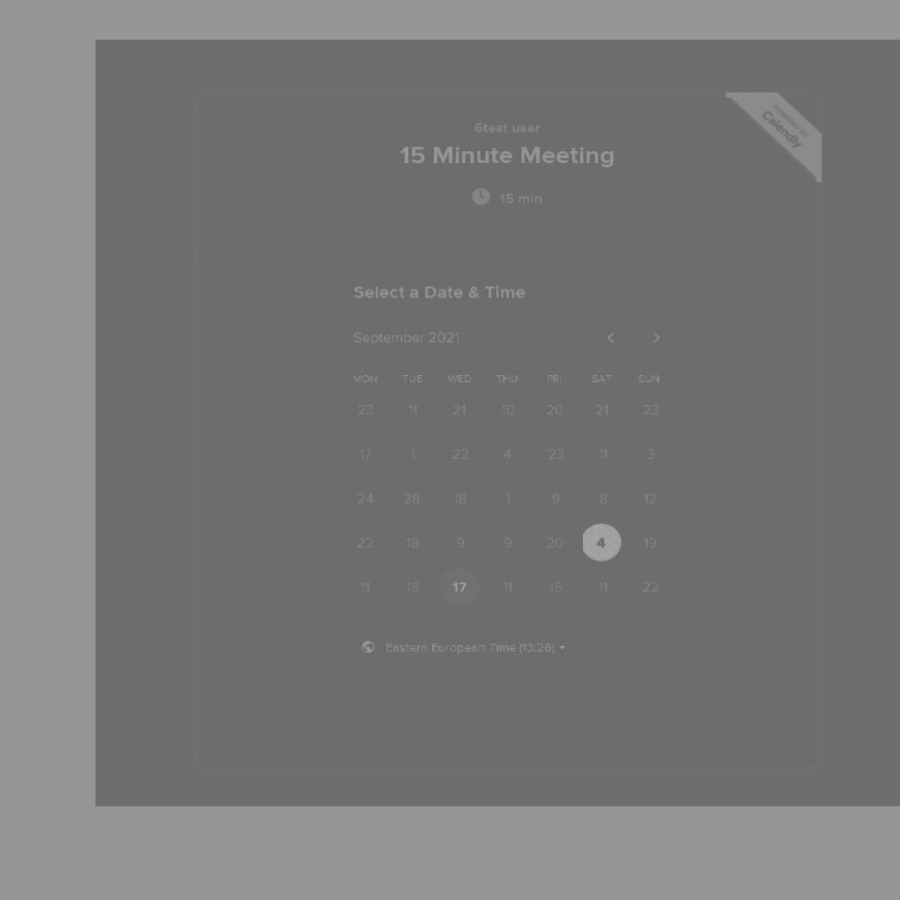 POWERED BY
Calendly
6test user
15 Minute Meeting
15 min
Select a Date & Time
September 2021
MON TUE WED THU FRI SAT SUN
23 11 21 10 20 21 23
17 1 22 4 23 11 3
24 28 18 1 9 8 12
22 18 9 9 20 4 19
11 15 17 11 15 11 22
Eastern European Time (13:26)